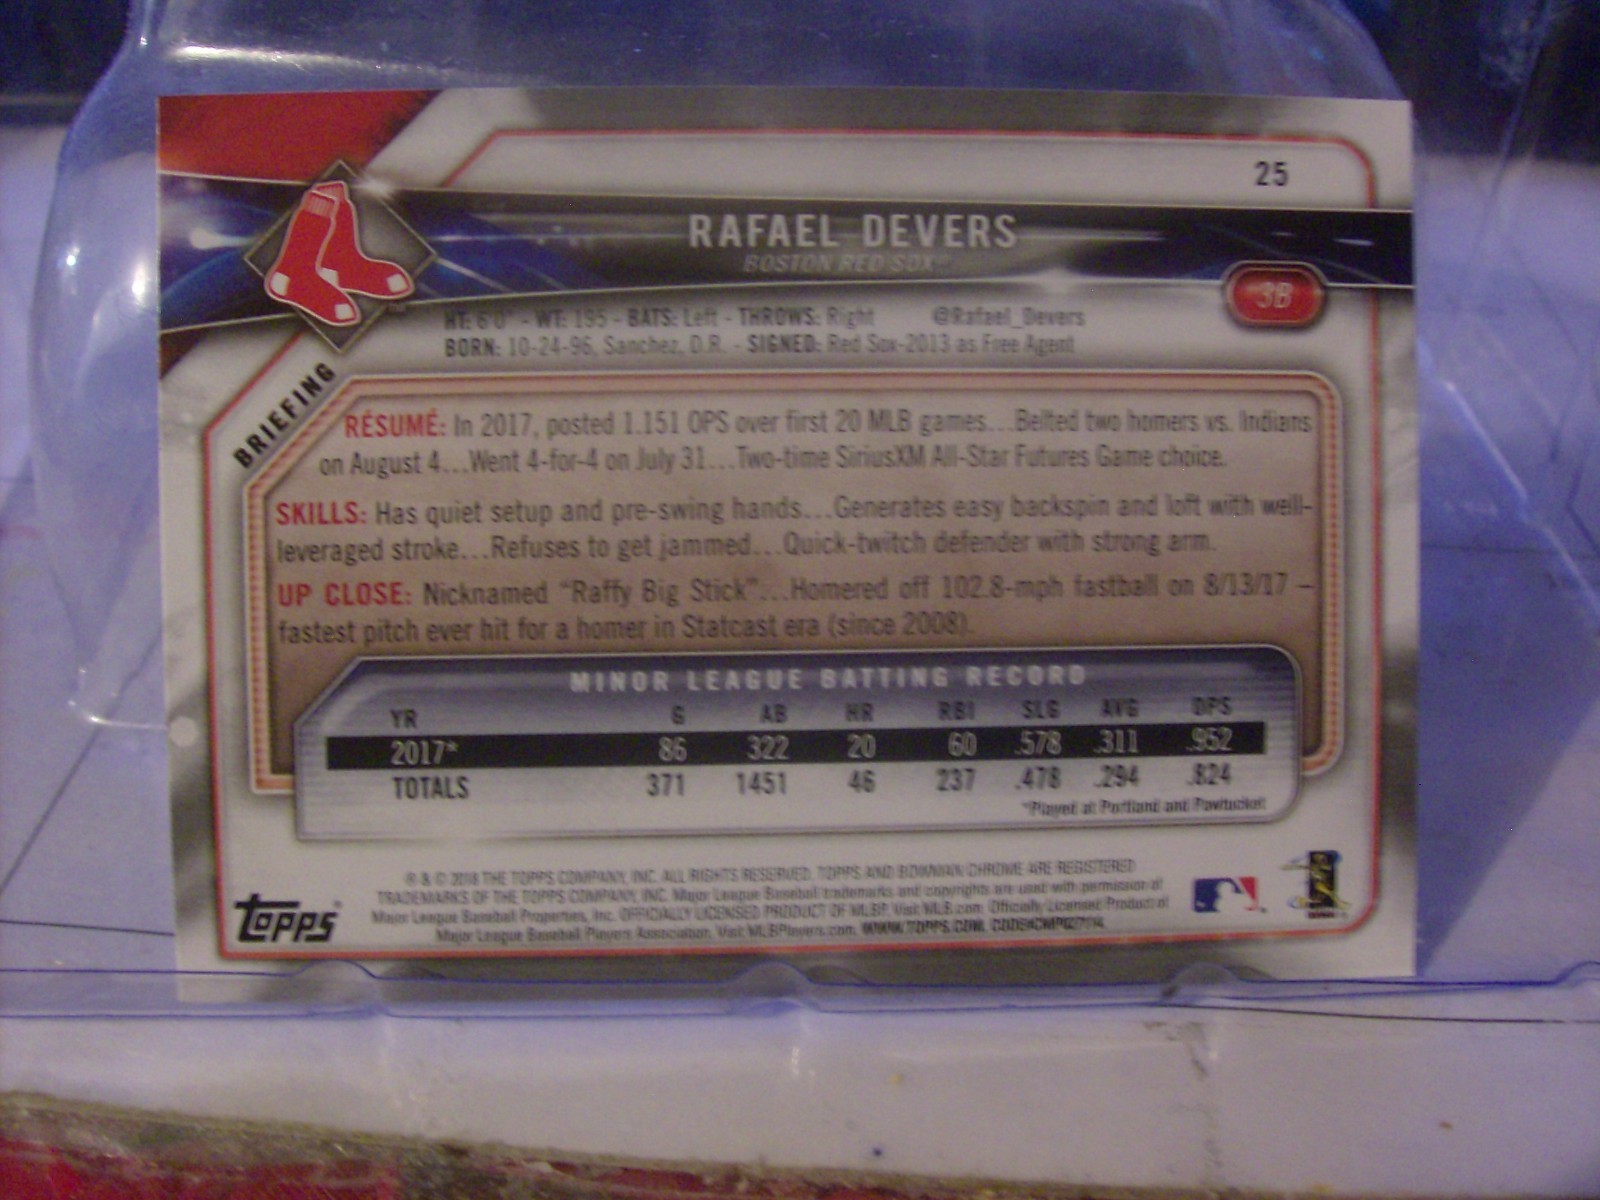 25
RAFAEL DEVERS
BOSTON RED SOX
3B
HT: 6'0" - WT: 195 - BATS: Left - THROWS: Right @Rafael_Devers
BORN: 10-24-96, Sanchez, D.R. - SIGNED: Red Sox-2013 as Free Agent
BRIEFING
RÉSUMÉ: In 2017, posted 1.151 OPS over first 20 MLB games...Belted two homers vs. Indians
on August 4...Went 4-for-4 on July 31...Two-time SiriusXM All-Star Futures Game choice.
SKILLS: Has quiet setup and pre-swing hands...Generates easy backspin and loft with well-
leveraged stroke...Refuses to get jammed...Quick-twitch defender with strong arm.
UP CLOSE: Nicknamed "Raffy Big Stick"...Homered off 102.8-mph fastball on 8/13/17 –
fastest pitch ever hit for a homer in Statcast era (since 2008).
MINOR LEAGUE BATTING RECORD
YR G AB HR RBI SLG AVG OPS
2017* 86 322 20 60 .578 .311 .952
TOTALS 371 1451 46 237 .478 .294 .824
*Played at Portland and Pawtucket
® & © 2018 THE TOPPS COMPANY, INC. ALL RIGHTS RESERVED. TOPPS AND BOWMAN CHROME ARE REGISTERED
TRADEMARKS OF THE TOPPS COMPANY, INC. Major League Baseball trademarks and copyrights are used with permission of
Major League Baseball Properties, Inc. OFFICIALLY LICENSED PRODUCT OF MLBP. Visit MLB.com Officially Licensed Product of
Major League Baseball Players Association. Visit MLBPlayers.com. WWW.TOPPS.COM.
topps